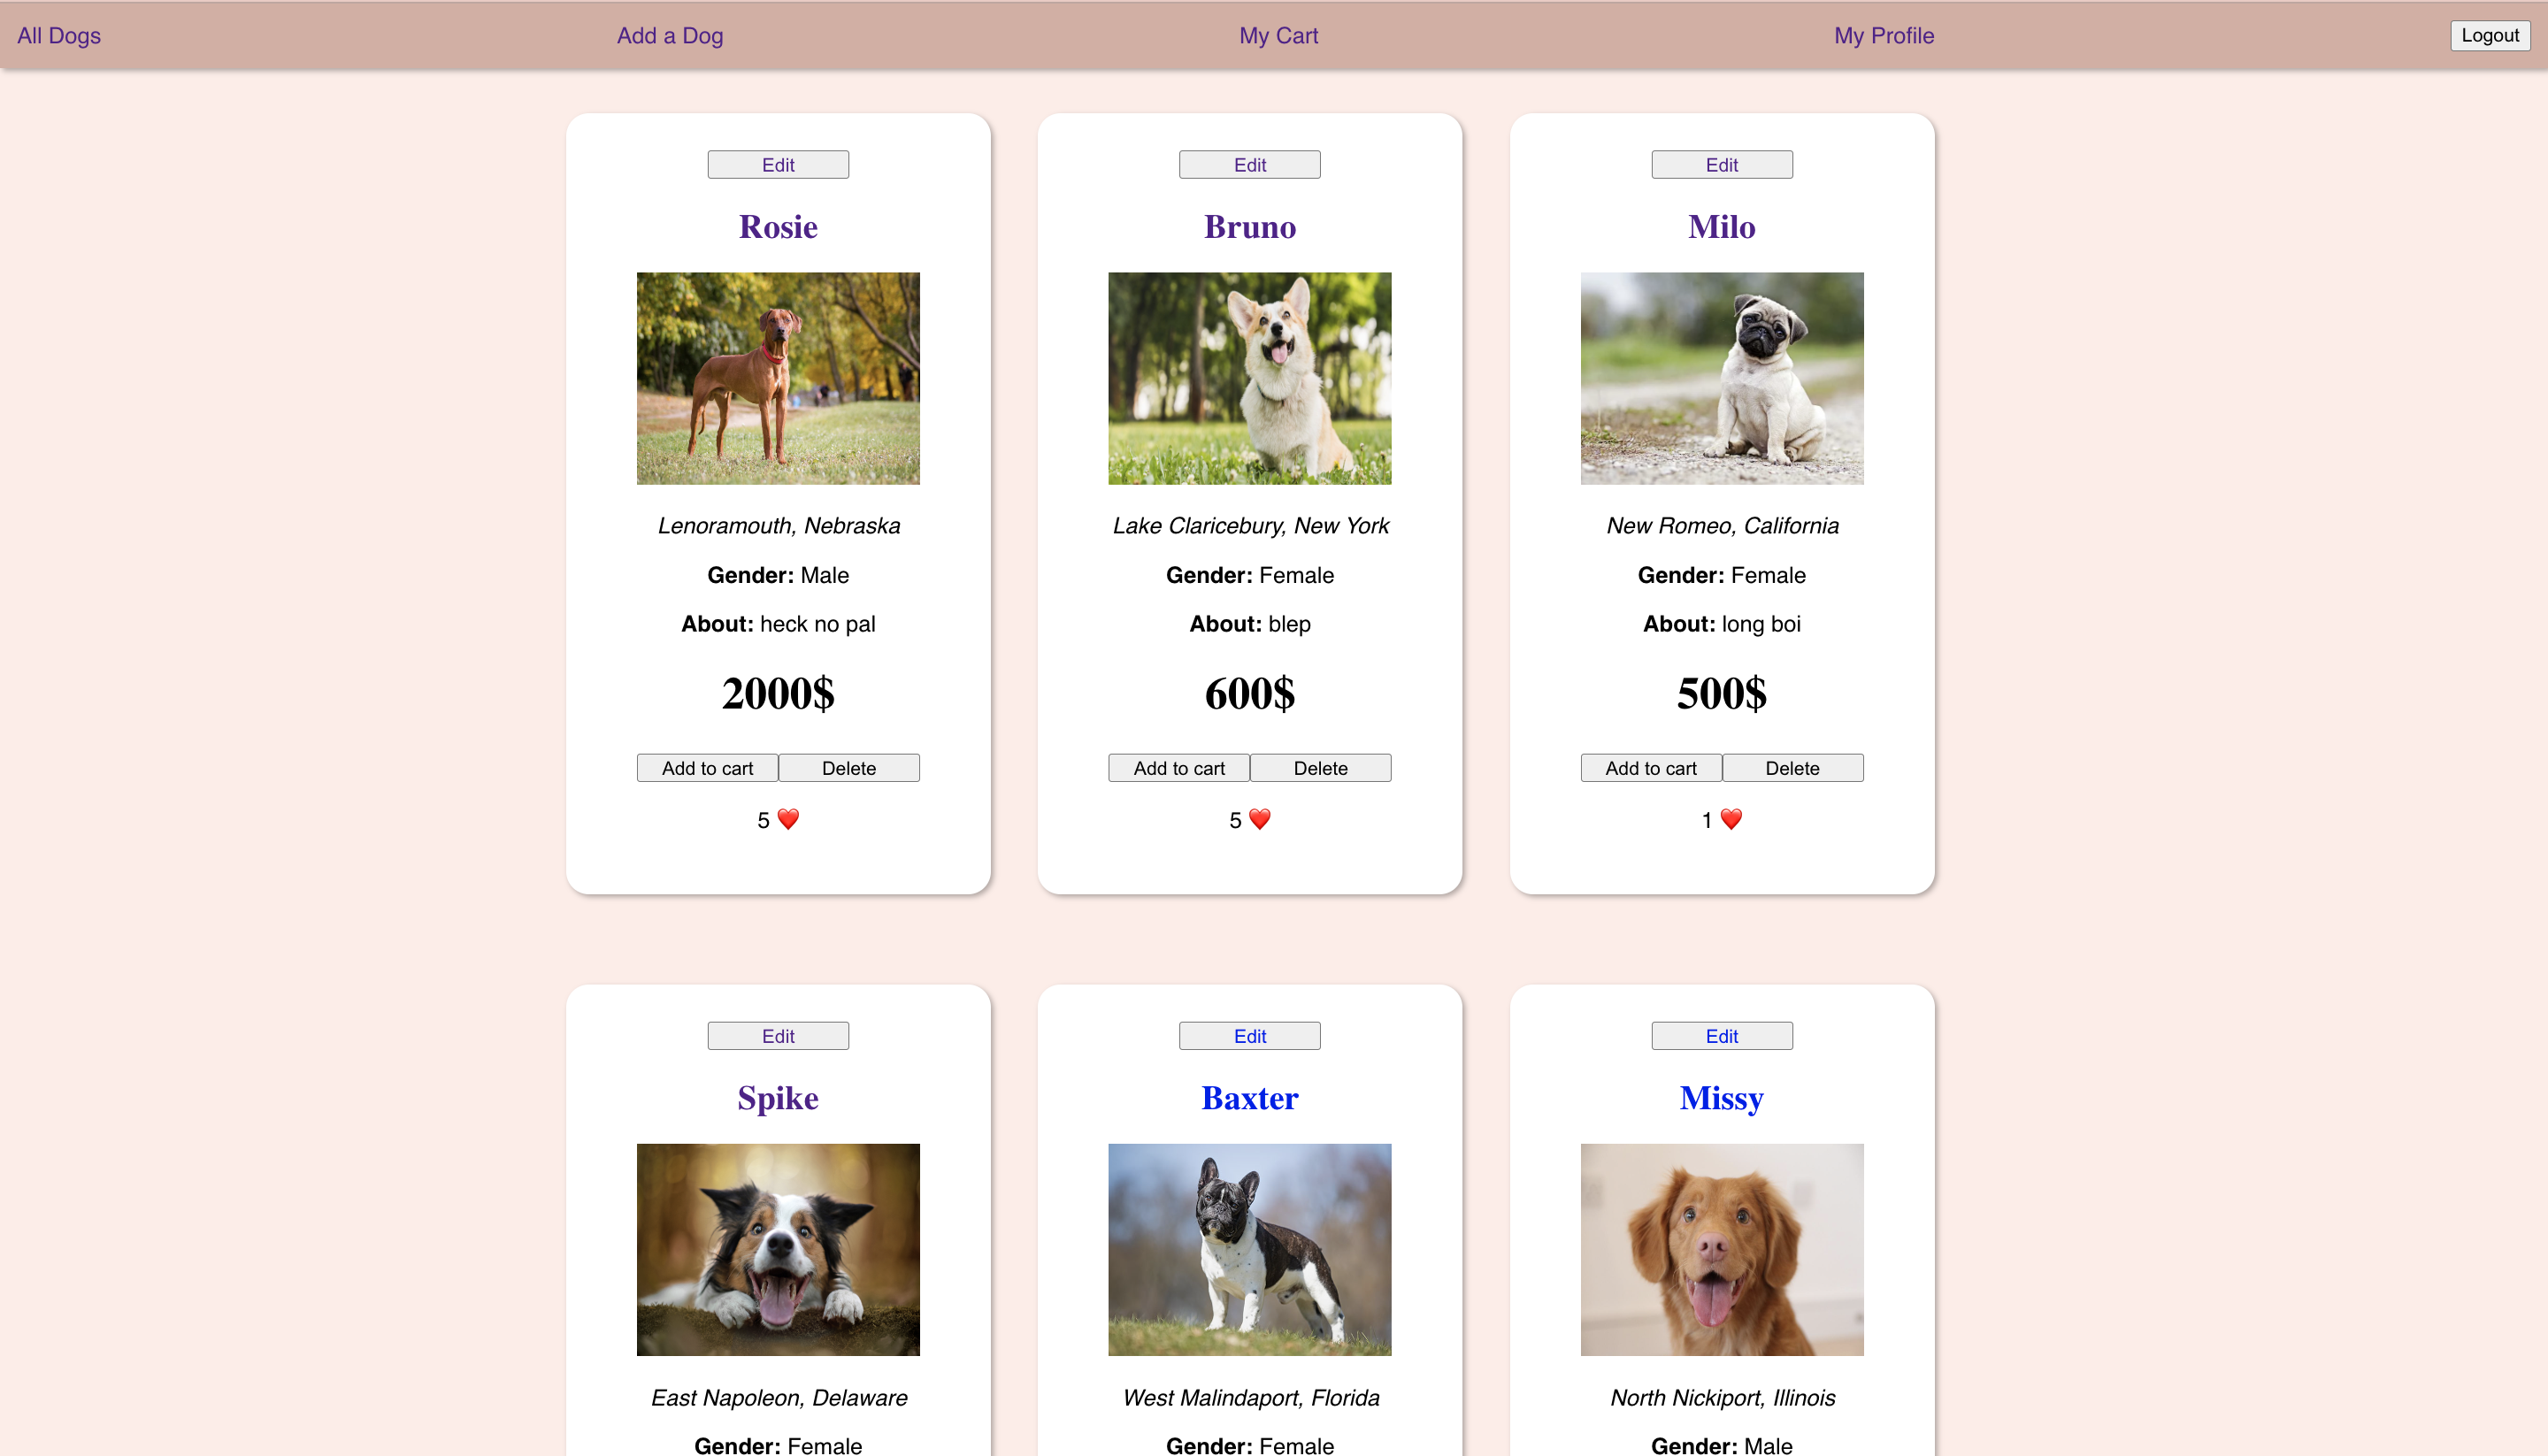 All Dogs Add a Dog My Cart My Profile Logout
Edit
Rosie
Lenoramouth, Nebraska
Gender: Male
About: heck no pal
2000$
Add to cart Delete
5 ❤️
Edit
Bruno
Lake Claricebury, New York
Gender: Female
About: blep
600$
Add to cart Delete
5 ❤️
Edit
Milo
New Romeo, California
Gender: Female
About: long boi
500$
Add to cart Delete
1 ❤️
Edit
Spike
East Napoleon, Delaware
Gender: Female
Edit
Baxter
West Malindaport, Florida
Gender: Female
Edit
Missy
North Nickiport, Illinois
Gender: Male